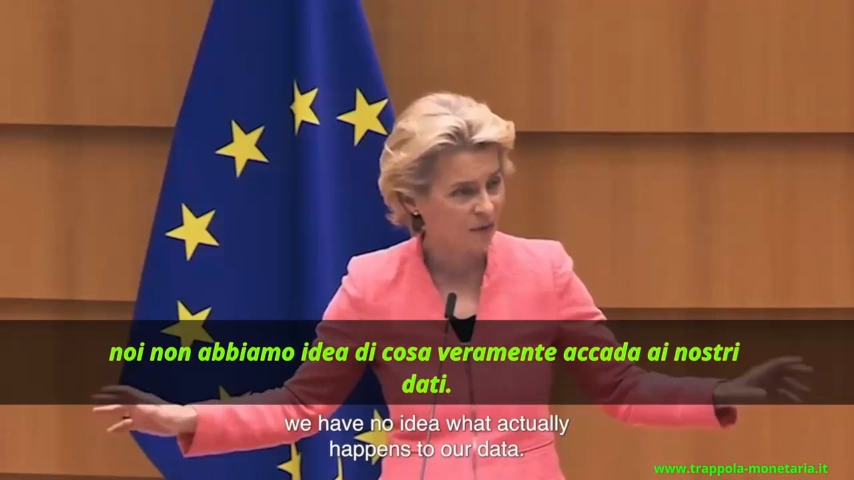 noi non abbiamo idea di cosa veramente accada ai nostri
dati.
we have no idea what actually
happens to our data.
www.trappola-monetaria.it